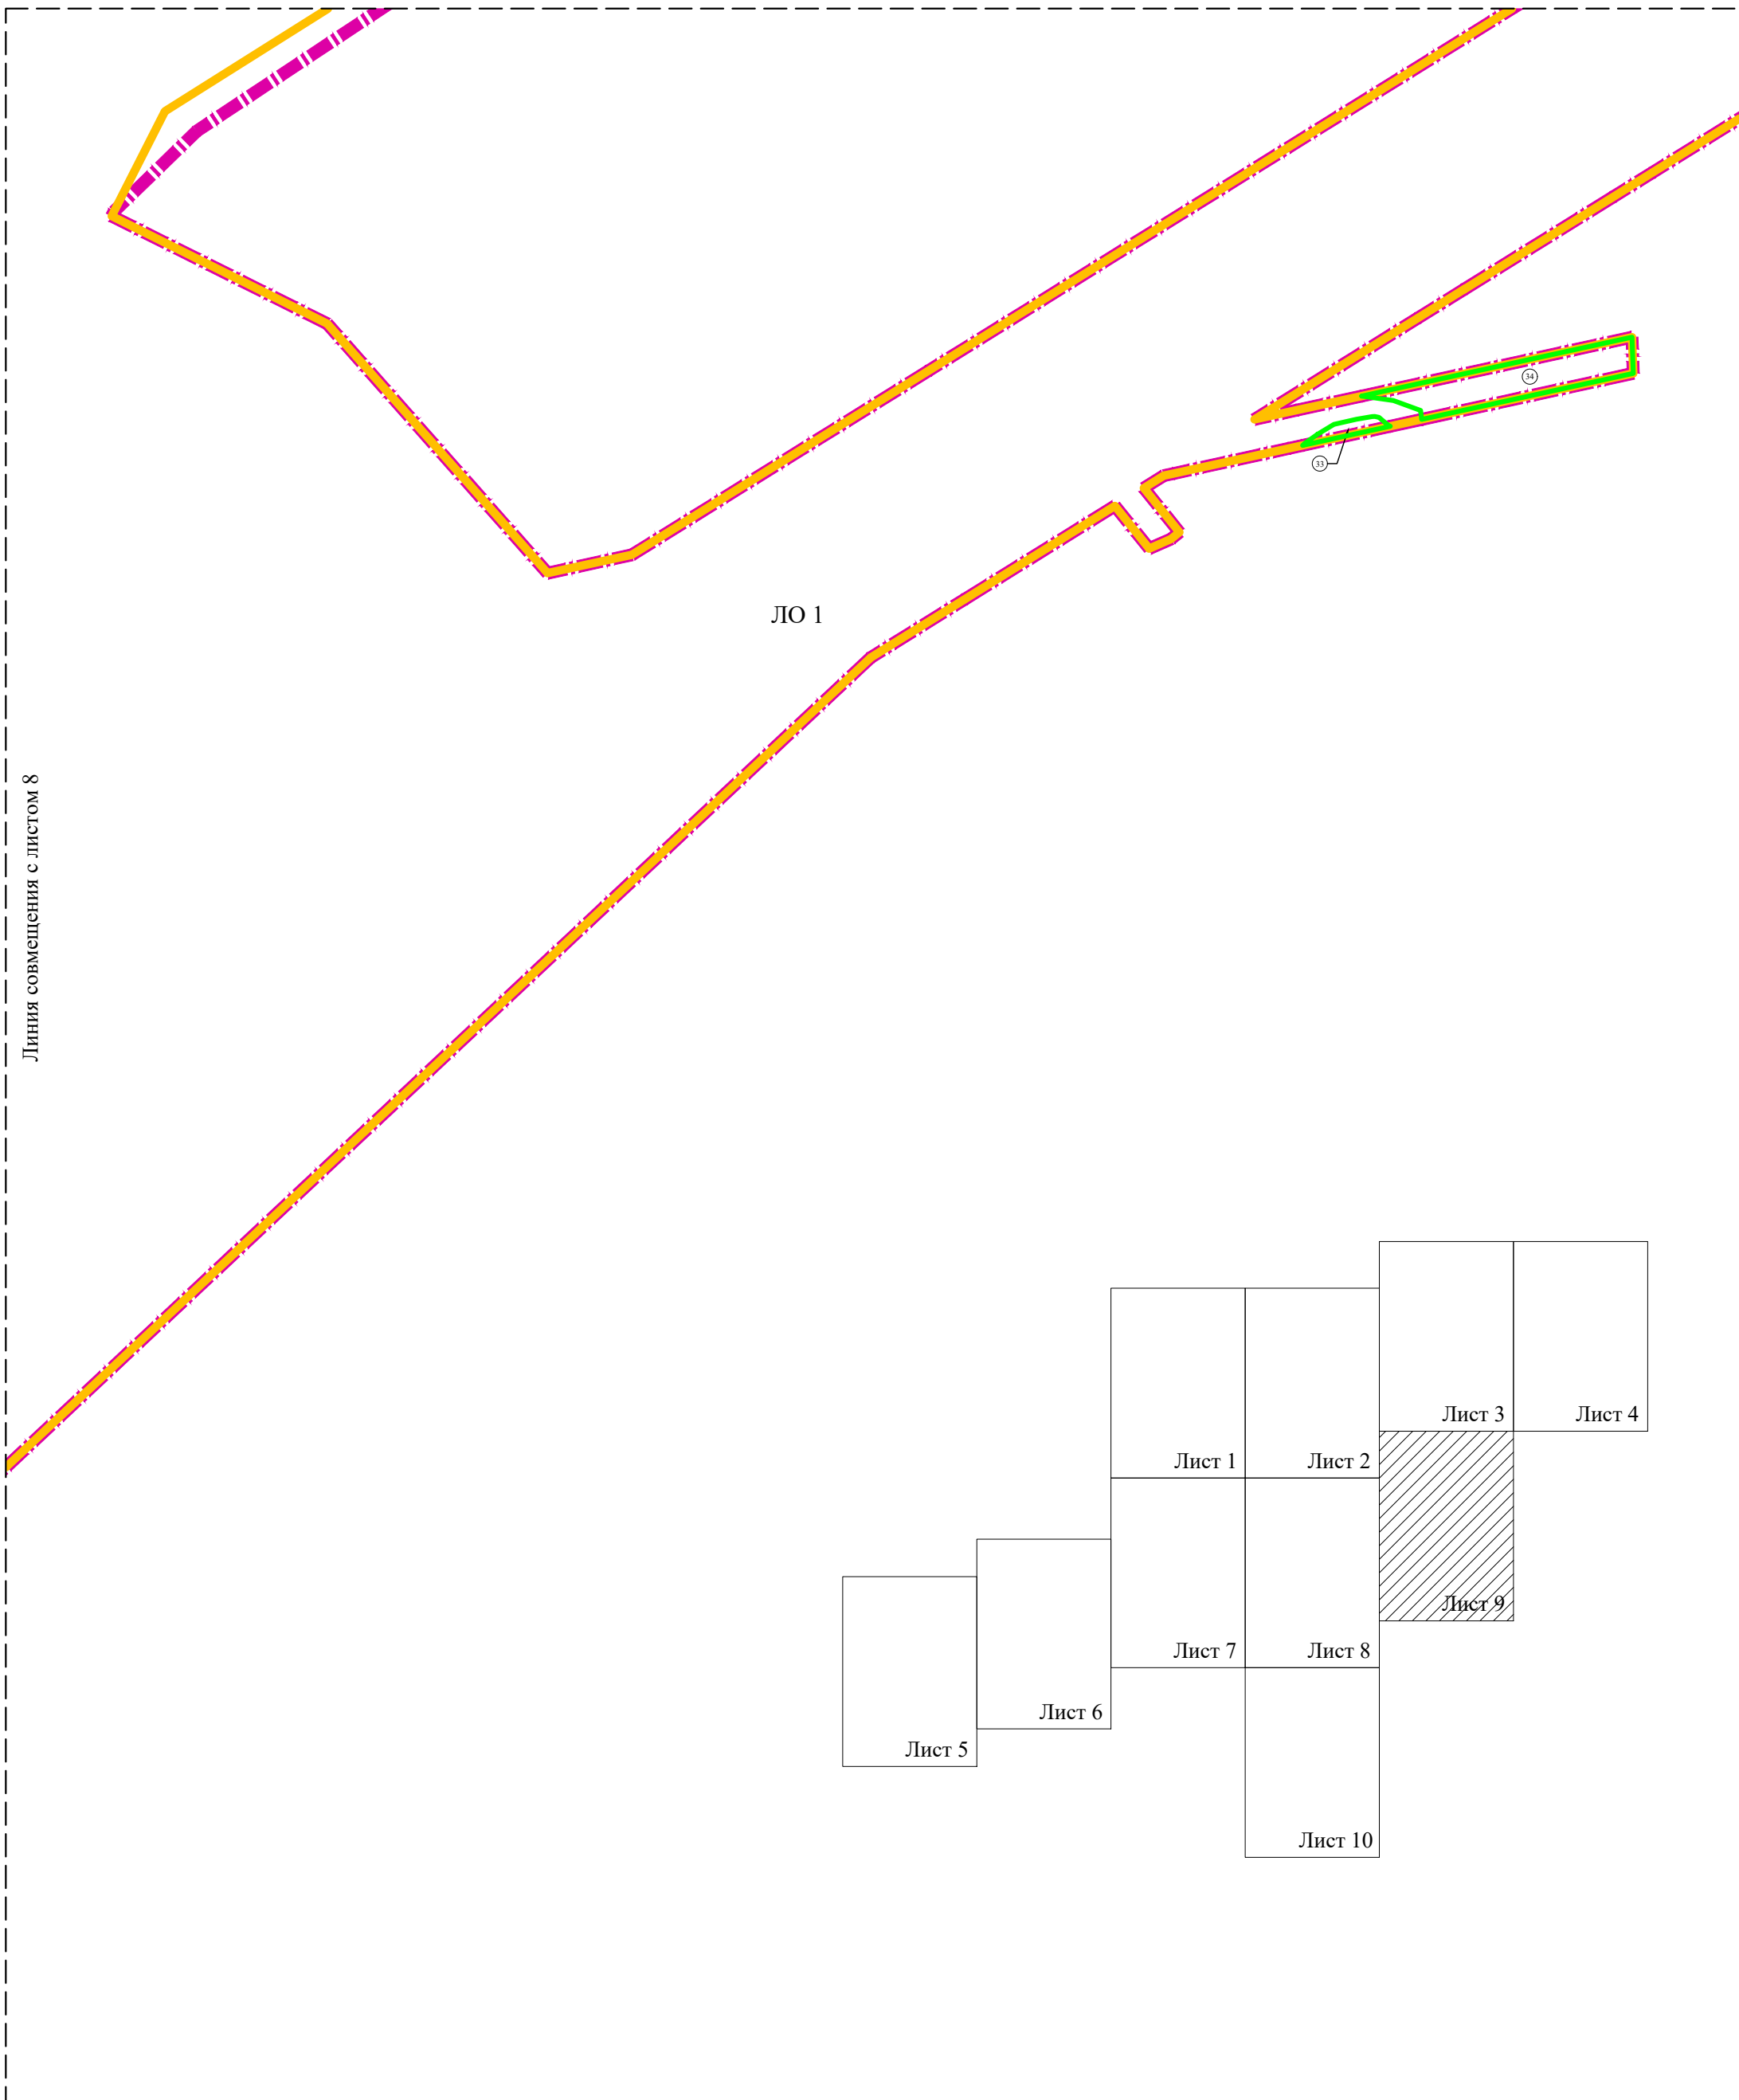 34
33
ЛО 1
Линия совмещения с листом 8
Лист 3
Лист 4
Лист 1
Лист 2
Лист 9
Лист 7
Лист 8
Лист 6
Лист 5
Лист 10